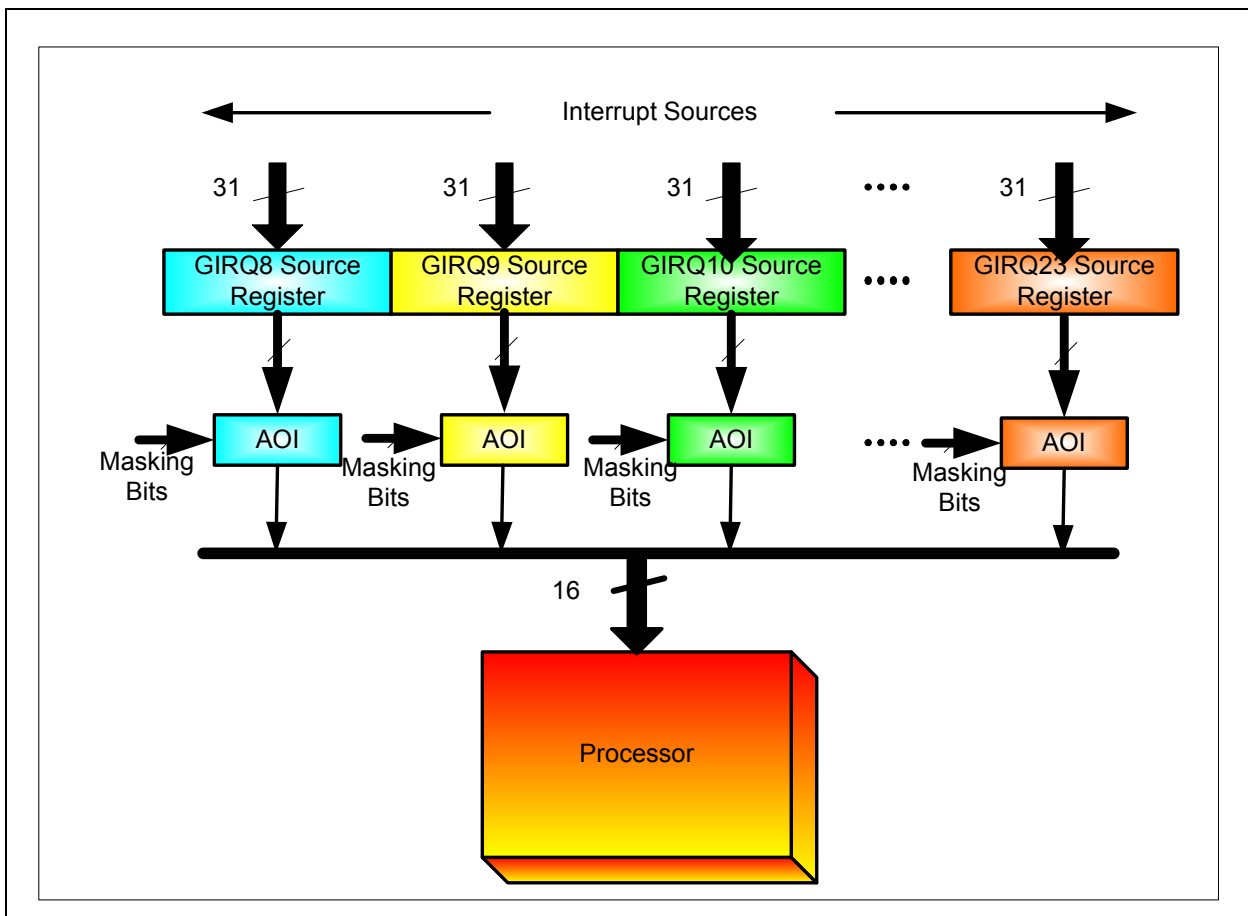 Interrupt Sources
31
31
31
31
....
GIRQ8 Source
Register
GIRQ9 Source
Register
GIRQ10 Source
Register
....
GIRQ23 Source
Register
AOI
AOI
AOI
....
AOI
Masking
Bits
Masking
Bits
Masking
Bits
Masking
Bits
16
Processor